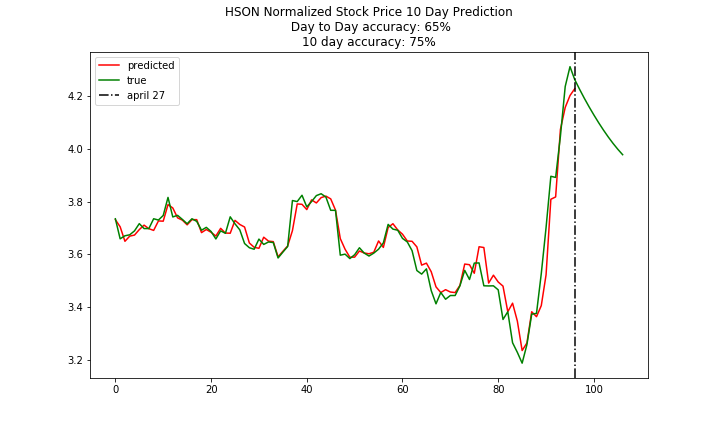 HSON Normalized Stock Price 10 Day Prediction
Day to Day accuracy: 65%
10 day accuracy: 75%
predicted
true
april 27
4.2
4.0
3.8
3.6
3.4
3.2
0 20 40 60 80 100